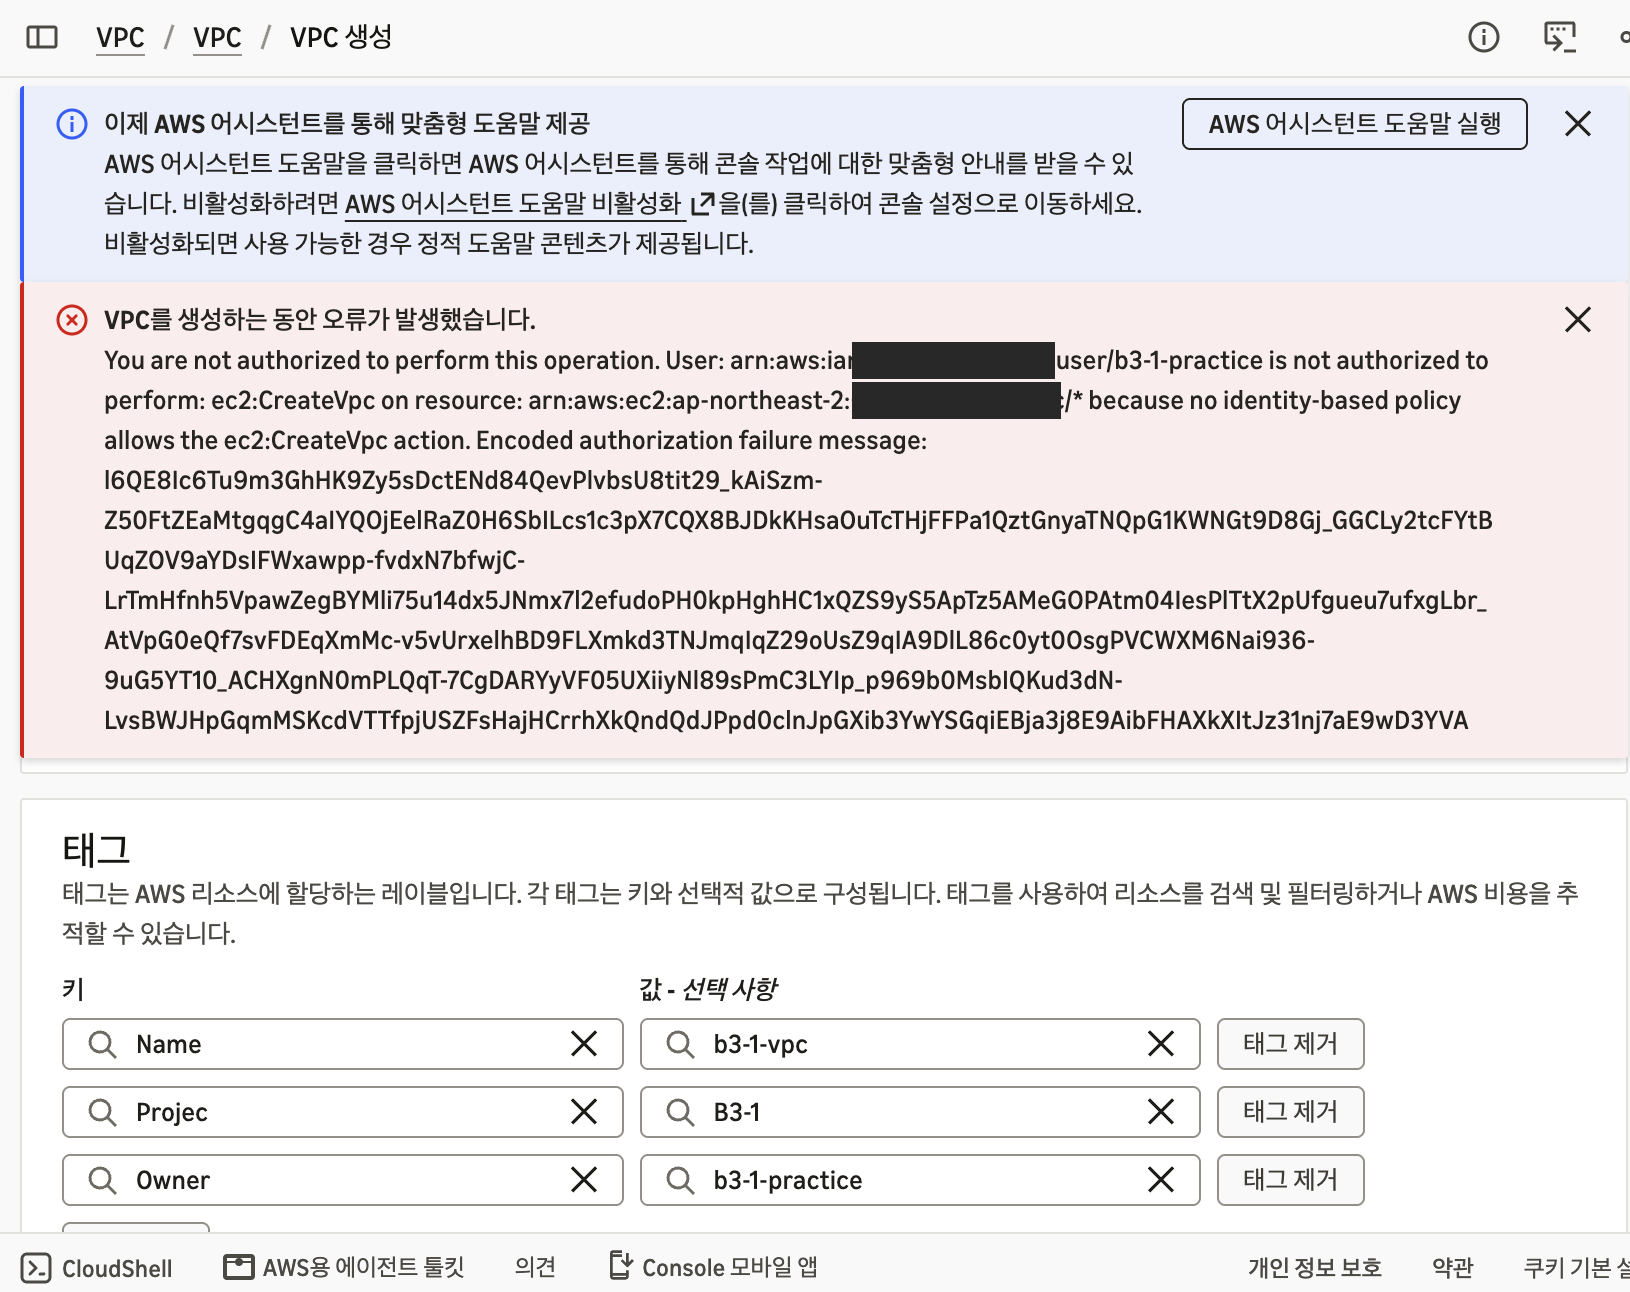 VPC / VPC / VPC 생성
이제 AWS 어시스턴트를 통해 맞춤형 도움말 제공
AWS 어시스턴트 도움말 실행
AWS 어시스턴트 도움말을 클릭하면 AWS 어시스턴트를 통해 콘솔 작업에 대한 맞춤형 안내를 받을 수 있
습니다. 비활성화하려면 AWS 어시스턴트 도움말 비활성화 을(를) 클릭하여 콘솔 설정으로 이동하세요.
비활성화되면 사용 가능한 경우 정적 도움말 콘텐츠가 제공됩니다.
VPC를 생성하는 동안 오류가 발생했습니다.
You are not authorized to perform this operation. User: arn:aws:iar user/b3-1-practice is not authorized to
perform: ec2:CreateVpc on resource: arn:aws:ec2:ap-northeast-2: /* because no identity-based policy
allows the ec2:CreateVpc action. Encoded authorization failure message:
l6QE8Ic6Tu9m3GhHK9Zy5sDctENd84QevPlvbsU8tit29_kAiSzm-
Z50FtZEaMtgqgC4aIYQOjEelRaZ0H6SbILcs1c3pX7CQX8BJDkKHsaOuTcTHjFFPa1QztGnyaTNQpG1KWNGt9D8Gj_GGCLy2tcFYtB
UqZOV9aYDsIFWxawpp-fvdxN7bfwjC-
LrTmHfnh5VpawZegBYMli75u14dx5JNmx7l2efudoPH0kpHghHC1xQZS9yS5ApTz5AMeGOPAtm04IesPlTtX2pUfgueu7ufxgLbr_
AtVpG0eQf7svFDEqXmMc-v5vUrxelhBD9FLXmkd3TNJmqIqZ29oUsZ9qIA9DlL86c0yt0OsgPVCWXM6Nai936-
9uG5YT10_ACHXgnN0mPLQqT-7CgDARYyVF05UXiiyNl89sPmC3LYIp_p969b0MsbIQKud3dN-
LvsBWJHpGqmMSKcdVTTfpjUSZFsHajHCrrhXkQndQdJPpd0clnJpGXib3YwYSGqiEBja3j8E9AibFHAXkXItJz31nj7aE9wD3YVA
태그
태그는 AWS 리소스에 할당하는 레이블입니다. 각 태그는 키와 선택적 값으로 구성됩니다. 태그를 사용하여 리소스를 검색 및 필터링하거나 AWS 비용을 추
적할 수 있습니다.
키 값 - 선택 사항
Name b3-1-vpc 태그 제거
Projec B3-1 태그 제거
Owner b3-1-practice 태그 제거
CloudShell AWS용 에이전트 툴킷 의견 Console 모바일 앱 개인 정보 보호 약관 쿠키 기본